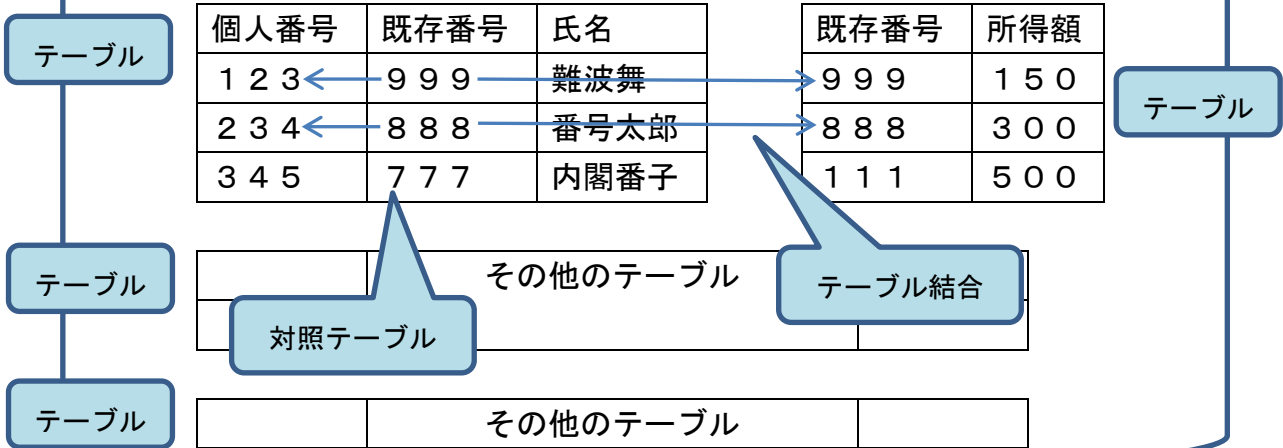 個人番号 既存番号 氏名 既存番号 所得額
テーブル
１２３ ９９９ 難波舞 ９９９ １５０
テーブル
２３４ ８８８ 番号太郎 ８８８ ３００
３４５ ７７７ 内閣番子 １１１ ５００
テーブル その他のテーブル テーブル結合
対照テーブル
テーブル その他のテーブル